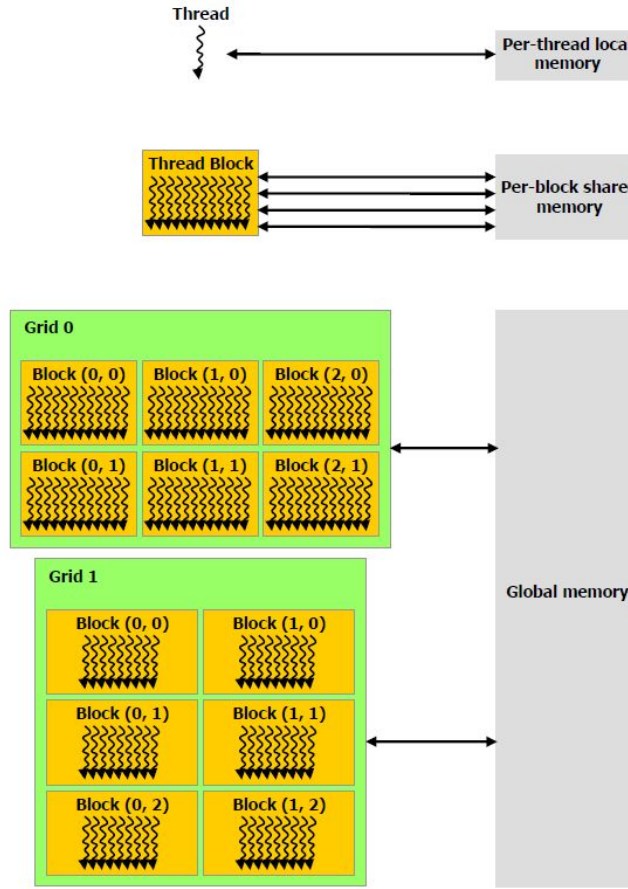 Thread
Per-thread local
memory
Thread Block
Per-block share
memory
Grid 0
Block (0, 0) Block (1, 0) Block (2, 0)
Block (0, 1) Block (1, 1) Block (2, 1)
Grid 1
Block (0, 0) Block (1, 0)
Block (0, 1) Block (1, 1)
Block (0, 2) Block (1, 2)
Global memory